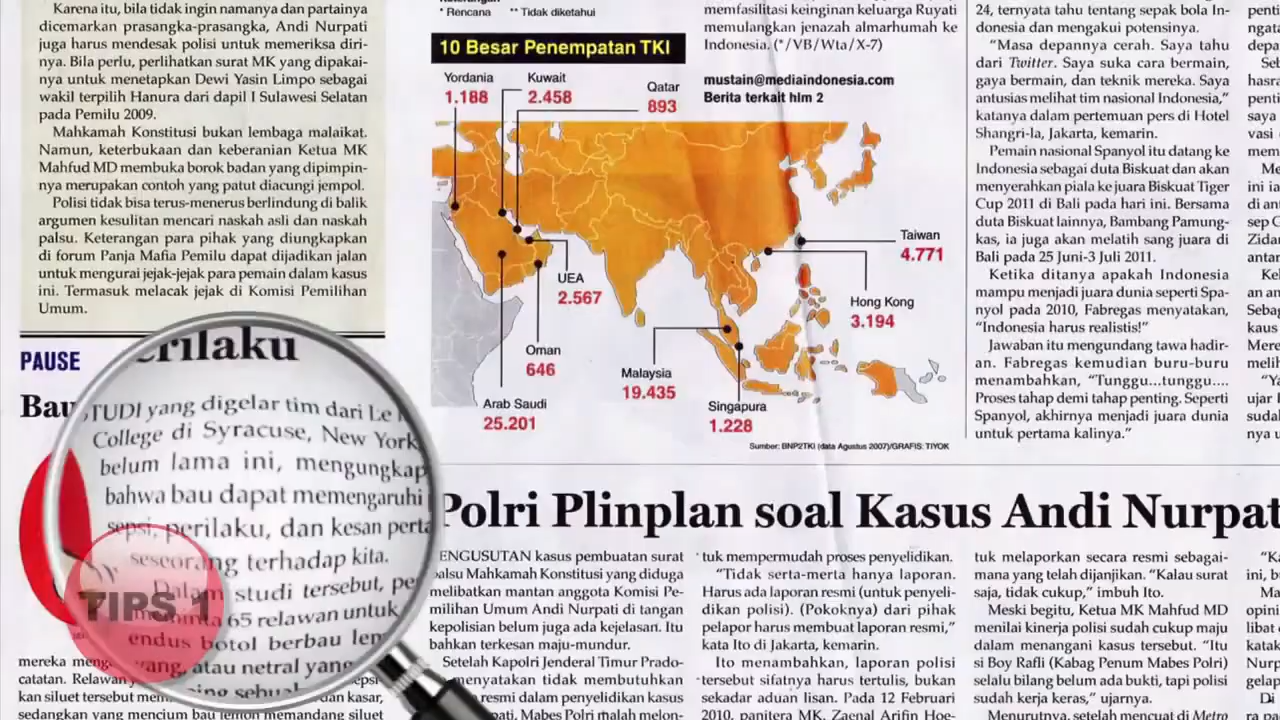 Karena itu, bila tidak ingin namanya dan partainya
dicemarkan prasangka-prasangka, Andi Nurpati
juga harus mendesak polisi untuk memeriksa diri-
nya. Bila perlu, perlihatkan surat MK yang dipakai-
nya untuk menetapkan Dewi Yasin Limpo sebagai
wakil terpilih Hanura dari dapil I Sulawesi Selatan
pada Pemilu 2009.
Mahkamah Konstitusi bukan lembaga malaikat.
Namun, keterbukaan dan keberanian Ketua MK
Mahfud MD membuka borok badan yang dipimpin-
nya merupakan contoh yang patut diacungi jempol.
Polisi tidak bisa terus-menerus berlindung di balik
argumen kesulitan mencari naskah asli dan naskah
palsu. Keterangan para pihak yang diungkapkan
di forum Panja Mafia Pemilu dapat dijadikan jalan
untuk mengurai jejak-jejak para pemain dalam kasus
ini. Termasuk melacak jejak di Komisi Pemilihan
Umum.
PAUSE
erilaku
Bau
STUDI yang digelar tim dari Le
College di Syracuse, New York
belum lama ini, mengungkap
bahwa bau dapat memengaruhi
sepsi, perilaku, dan kesan perta
seseorang terhadap kita.
Dalam studi tersebut, pe
65 relawan untuk
endus botol berbau lem
yang, atau netral yang
TIPS 1
mereka meng
catatan. Relawan
kan siluet tersebut men
an kasar,
sedangkan yang mencium bau lemon memandang siluet
* Rencana ** Tidak diketahui
10 Besar Penempatan TKI
Yordania
1.188
Kuwait
2.458
Qatar
893
UEA
2.567
Oman
646
Arab Saudi
25.201
Malaysia
19.435
Singapura
1.228
Taiwan
4.771
Hong Kong
3.194
Sumber: BNP2TKI (data Agustus 2007)/GRAFIS: TIYOK
memfasilitasi keinginan keluarga Ruyati
memulangkan jenazah almarhumah ke
Indonesia. (*/VB/Wta/X-7)
mustain@mediaindonesia.com
Berita terkait hlm 2
24, ternyata tahu tentang sepak bola In-
donesia dan mengakui potensinya.
"Masa depannya cerah. Saya tahu
dari Twitter. Saya suka cara bermain,
gaya bermain, dan teknik mereka. Saya
antusias melihat tim nasional Indonesia,"
katanya dalam pertemuan pers di Hotel
Shangri-la, Jakarta, kemarin.
Pemain nasional Spanyol itu datang ke
Indonesia sebagai duta Biskuat dan akan
menyerahkan piala ke juara Biskuat Tiger
Cup 2011 di Bali pada hari ini. Bersama
duta Biskuat lainnya, Bambang Pamung-
kas, ia juga akan melatih sang juara di
Bali pada 25 Juni-3 Juli 2011.
Ketika ditanya apakah Indonesia
mampu menjadi juara dunia seperti Spa-
nyol pada 2010, Fabregas menyatakan,
"Indonesia harus realistis!"
Jawaban itu mengundang tawa hadir-
an. Fabregas kemudian buru-buru
menambahkan, "Tunggu...tunggu....
Proses tahap demi tahap penting. Seperti
Spanyol, akhirnya menjadi juara dunia
untuk pertama kalinya."
Polri Plinplan soal Kasus Andi Nurpat
ENGUSUTAN kasus pembuatan surat
palsu Mahkamah Konstitusi yang diduga
melibatkan mantan anggota Komisi Pe-
milihan Umum Andi Nurpati di tangan
kepolisian belum juga ada kejelasan. Itu
bahkan terkesan maju-mundur.
Setelah Kapolri Jenderal Timur Prado-
menyatakan tidak membutuhkan
resmi dalam penyelidikan kasus
Mabes Polri malah melon-
tuk mempermudah proses penyelidikan.
"Tidak serta-merta hanya laporan.
Harus ada laporan resmi (untuk penyeli-
dikan polisi). (Pokoknya) dari pihak
pelapor harus membuat laporan resmi,"
kata Ito di Jakarta, kemarin.
Ito menambahkan, laporan polisi
tersebut sifatnya harus tertulis, bukan
sekadar aduan lisan. Pada 12 Februari
2010, panitera MK, Zaenal Arifin Hoe-
tuk melaporkan secara resmi sebagai-
mana yang telah dijanjikan. "Kalau surat
saja, tidak cukup," imbuh Ito.
Meski begitu, Ketua MK Mahfud MD
menilai kinerja polisi sudah cukup maju
dalam menangani kasus tersebut. "Itu
si Boy Rafli (Kabag Penum Mabes Polri)
selalu bilang belum ada bukti, tapi polisi
sudah kerja keras," ujarnya.
Menurutnya, setelah mencuat di Metro